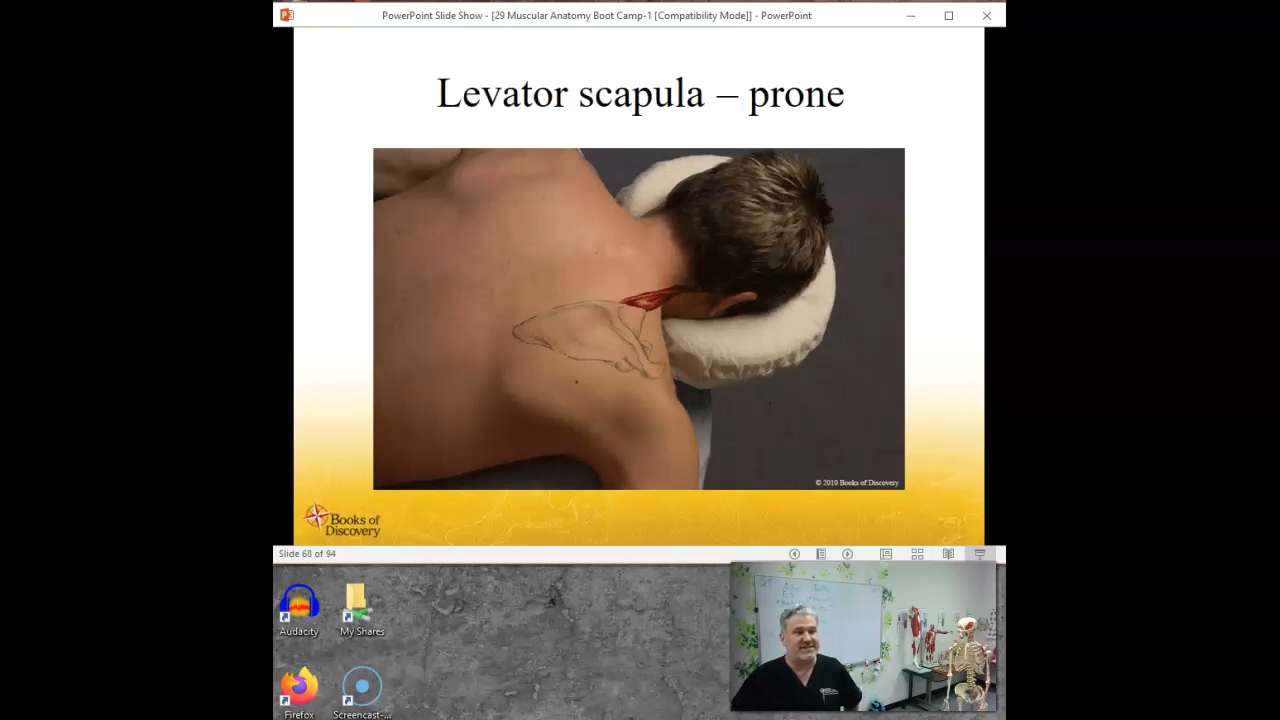 PowerPoint Slide Show - [29 Muscular Anatomy Boot Camp-1 [Compatibility Mode]] - PowerPoint
Levator scapula – prone
© 2010 Books of Discovery
Books of
Discovery
Slide 68 of 94
Audacity
My Shares
Firefox
Screencast-...